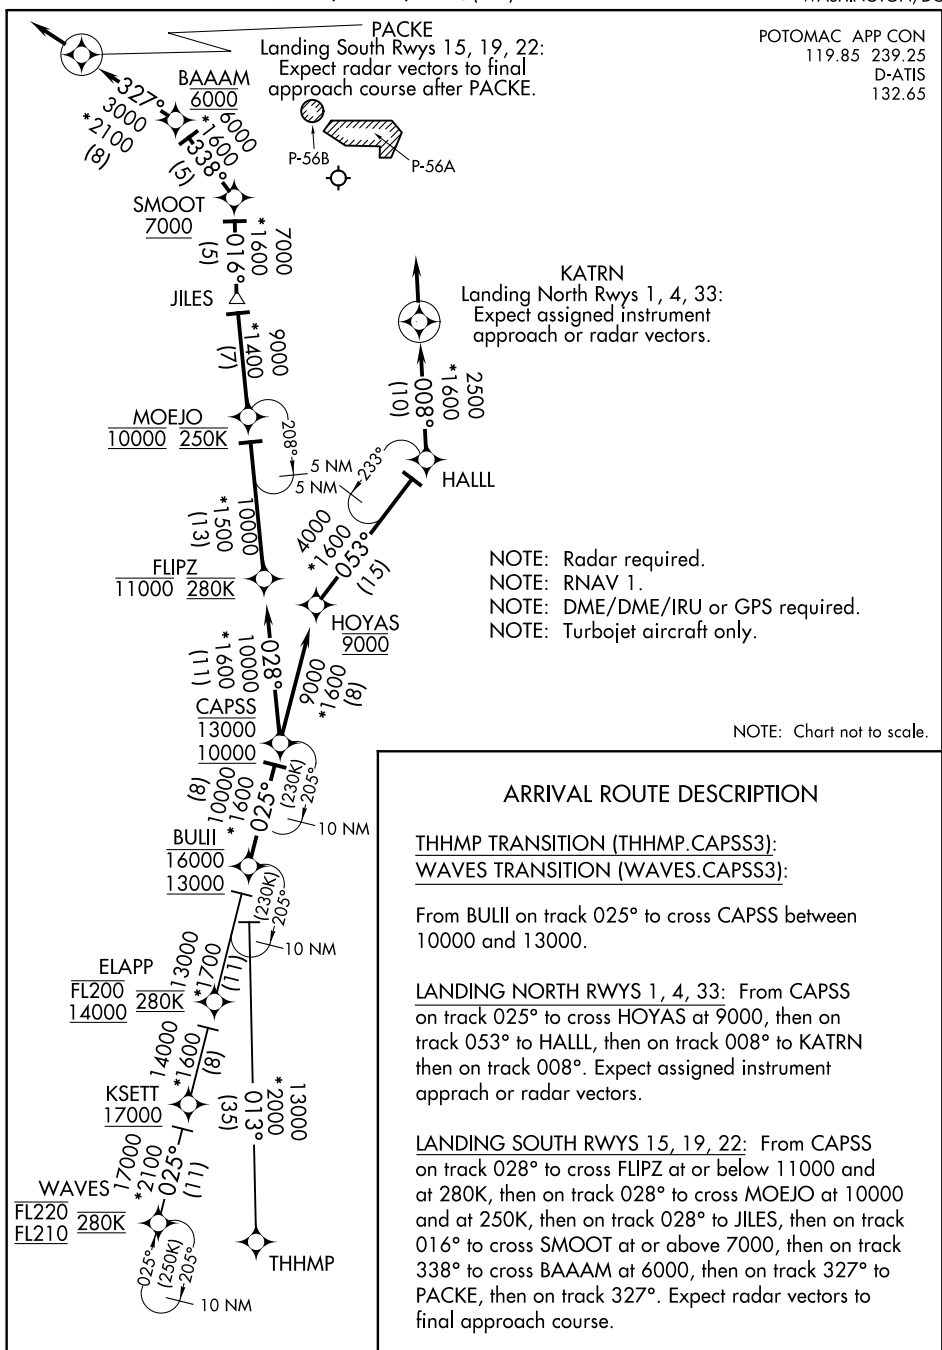 PACKE
Landing South Rwys 15, 19, 22:
Expect radar vectors to final
approach course after PACKE.
POTOMAC APP CON
119.85 239.25
D-ATIS
132.65
BAAAM
6000
327°
3000
*2100
(8)
P-56B
P-56A
6000
*1600
338°
(5)
SMOOT
7000
7000
*1600
016°
(5)
JILES
KATRN
Landing North Rwys 1, 4, 33:
Expect assigned instrument
approach or radar vectors.
9000
*1400
(7)
2500
*1600
008°
(10)
MOEJO
10000 250K
208°
5 NM
5 NM
233°
HALLL
10000
*1500
(13)
4000
*1600
053°
(15)
FLIPZ
11000 280K
NOTE: Radar required.
NOTE: RNAV 1.
NOTE: DME/DME/IRU or GPS required.
NOTE: Turbojet aircraft only.
HOYAS
9000
028°
10000
*1600
(11)
9000
*1600
(8)
CAPSS
13000
10000
NOTE: Chart not to scale.
10000
*1600
(8)
025°
(230K)
205°
10 NM
BULII
16000
13000
(230K)
205°
10 NM
ELAPP
FL200
14000
280K
13000
*1700
(11)
14000
*1600
(8)
KSETT
17000
13000
*2000
013°
(35)
17000
*2100
025°
(11)
WAVES
FL220
FL210
280K
025°
(250K)
205°
10 NM
THHMP
ARRIVAL ROUTE DESCRIPTION
THHMP TRANSITION (THHMP.CAPSS3):
WAVES TRANSITION (WAVES.CAPSS3):
From BULII on track 025° to cross CAPSS between
10000 and 13000.
LANDING NORTH RWYS 1, 4, 33: From CAPSS
on track 025° to cross HOYAS at 9000, then on
track 053° to HALLL, then on track 008° to KATRN
then on track 008°. Expect assigned instrument
apprach or radar vectors.
LANDING SOUTH RWYS 15, 19, 22: From CAPSS
on track 028° to cross FLIPZ at or below 11000 and
at 280K, then on track 028° to cross MOEJO at 10000
and at 250K, then on track 028° to JILES, then on track
016° to cross SMOOT at or above 7000, then on track
338° to cross BAAAM at 6000, then on track 327° to
PACKE, then on track 327°. Expect radar vectors to
final approach course.